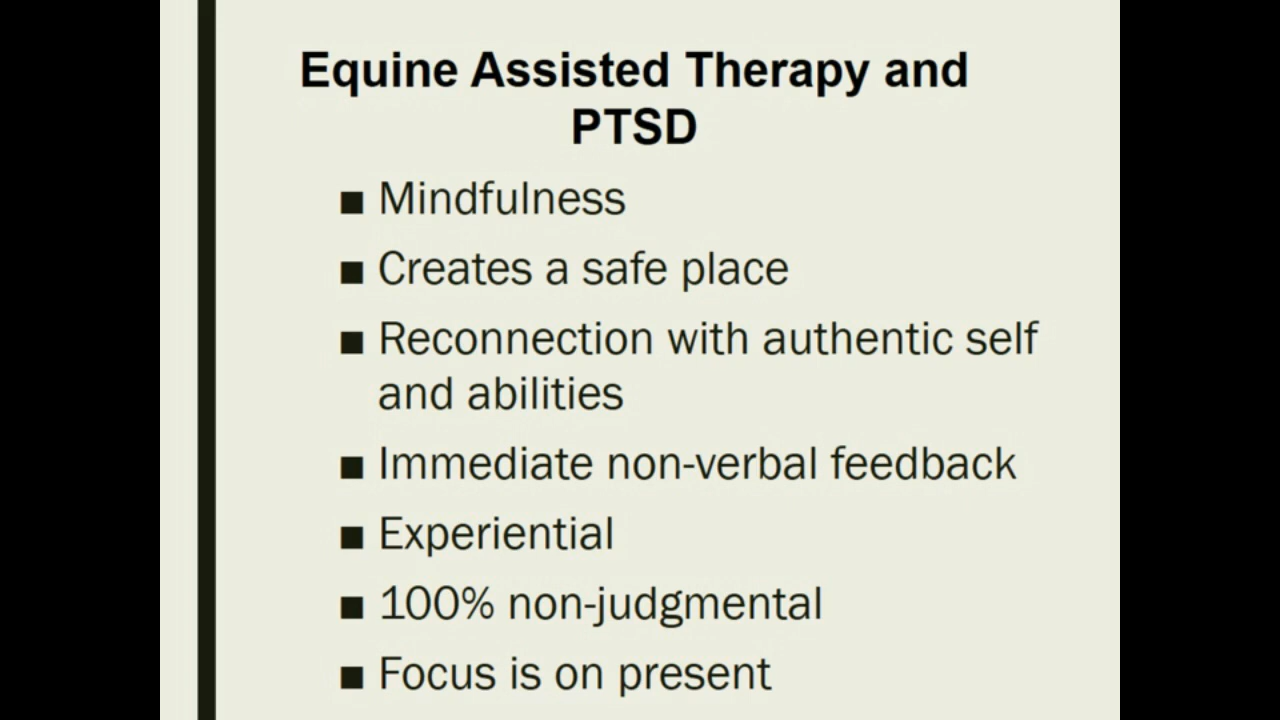 Equine Assisted Therapy and
PTSD
■ Mindfulness
■ Creates a safe place
■ Reconnection with authentic self
and abilities
■ Immediate non-verbal feedback
■ Experiential
■ 100% non-judgmental
■ Focus is on present